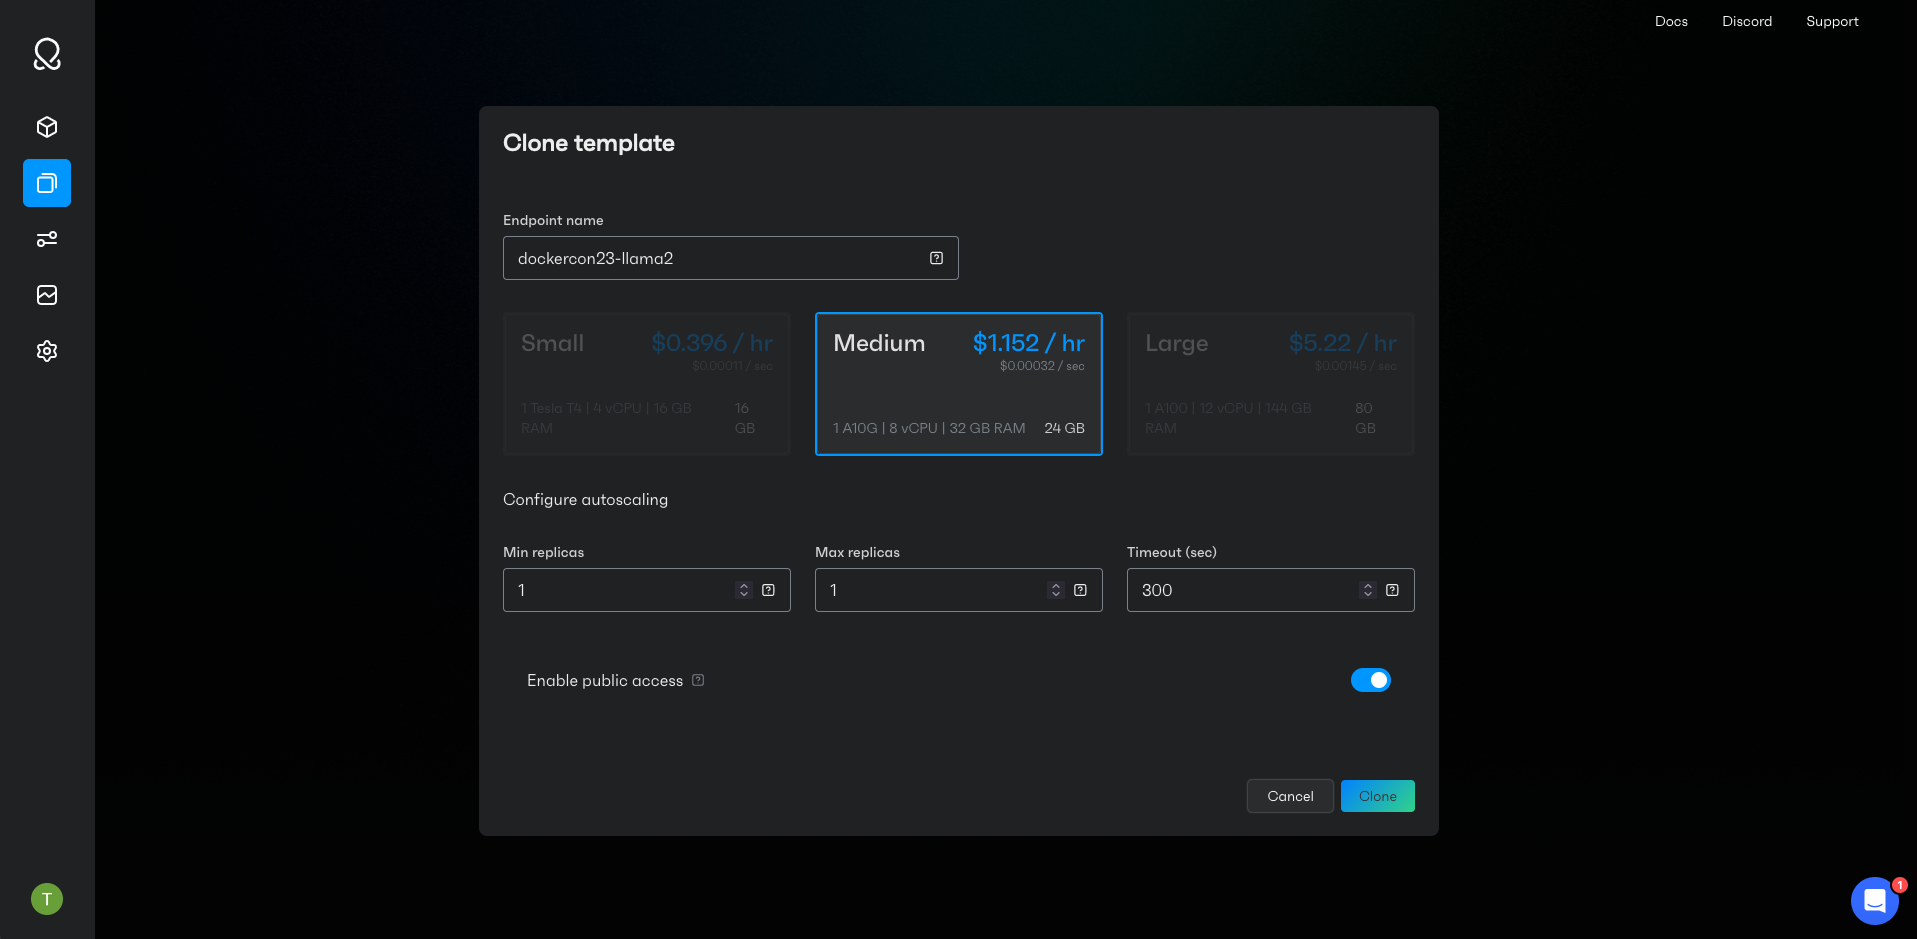 Docs Discord Support
Clone template
Endpoint name
dockercon23-llama2
Small $0.396 / hr
$0.00011 / sec
1 Tesla T4 | 4 vCPU | 16 GB RAM
16 GB
Medium $1.152 / hr
$0.00032 / sec
1 A10G | 8 vCPU | 32 GB RAM 24 GB
Large $5.22 / hr
$0.00145 / sec
1 A100 | 12 vCPU | 144 GB RAM
80 GB
Configure autoscaling
Min replicas
1
Max replicas
1
Timeout (sec)
300
Enable public access
Cancel Clone
T
1